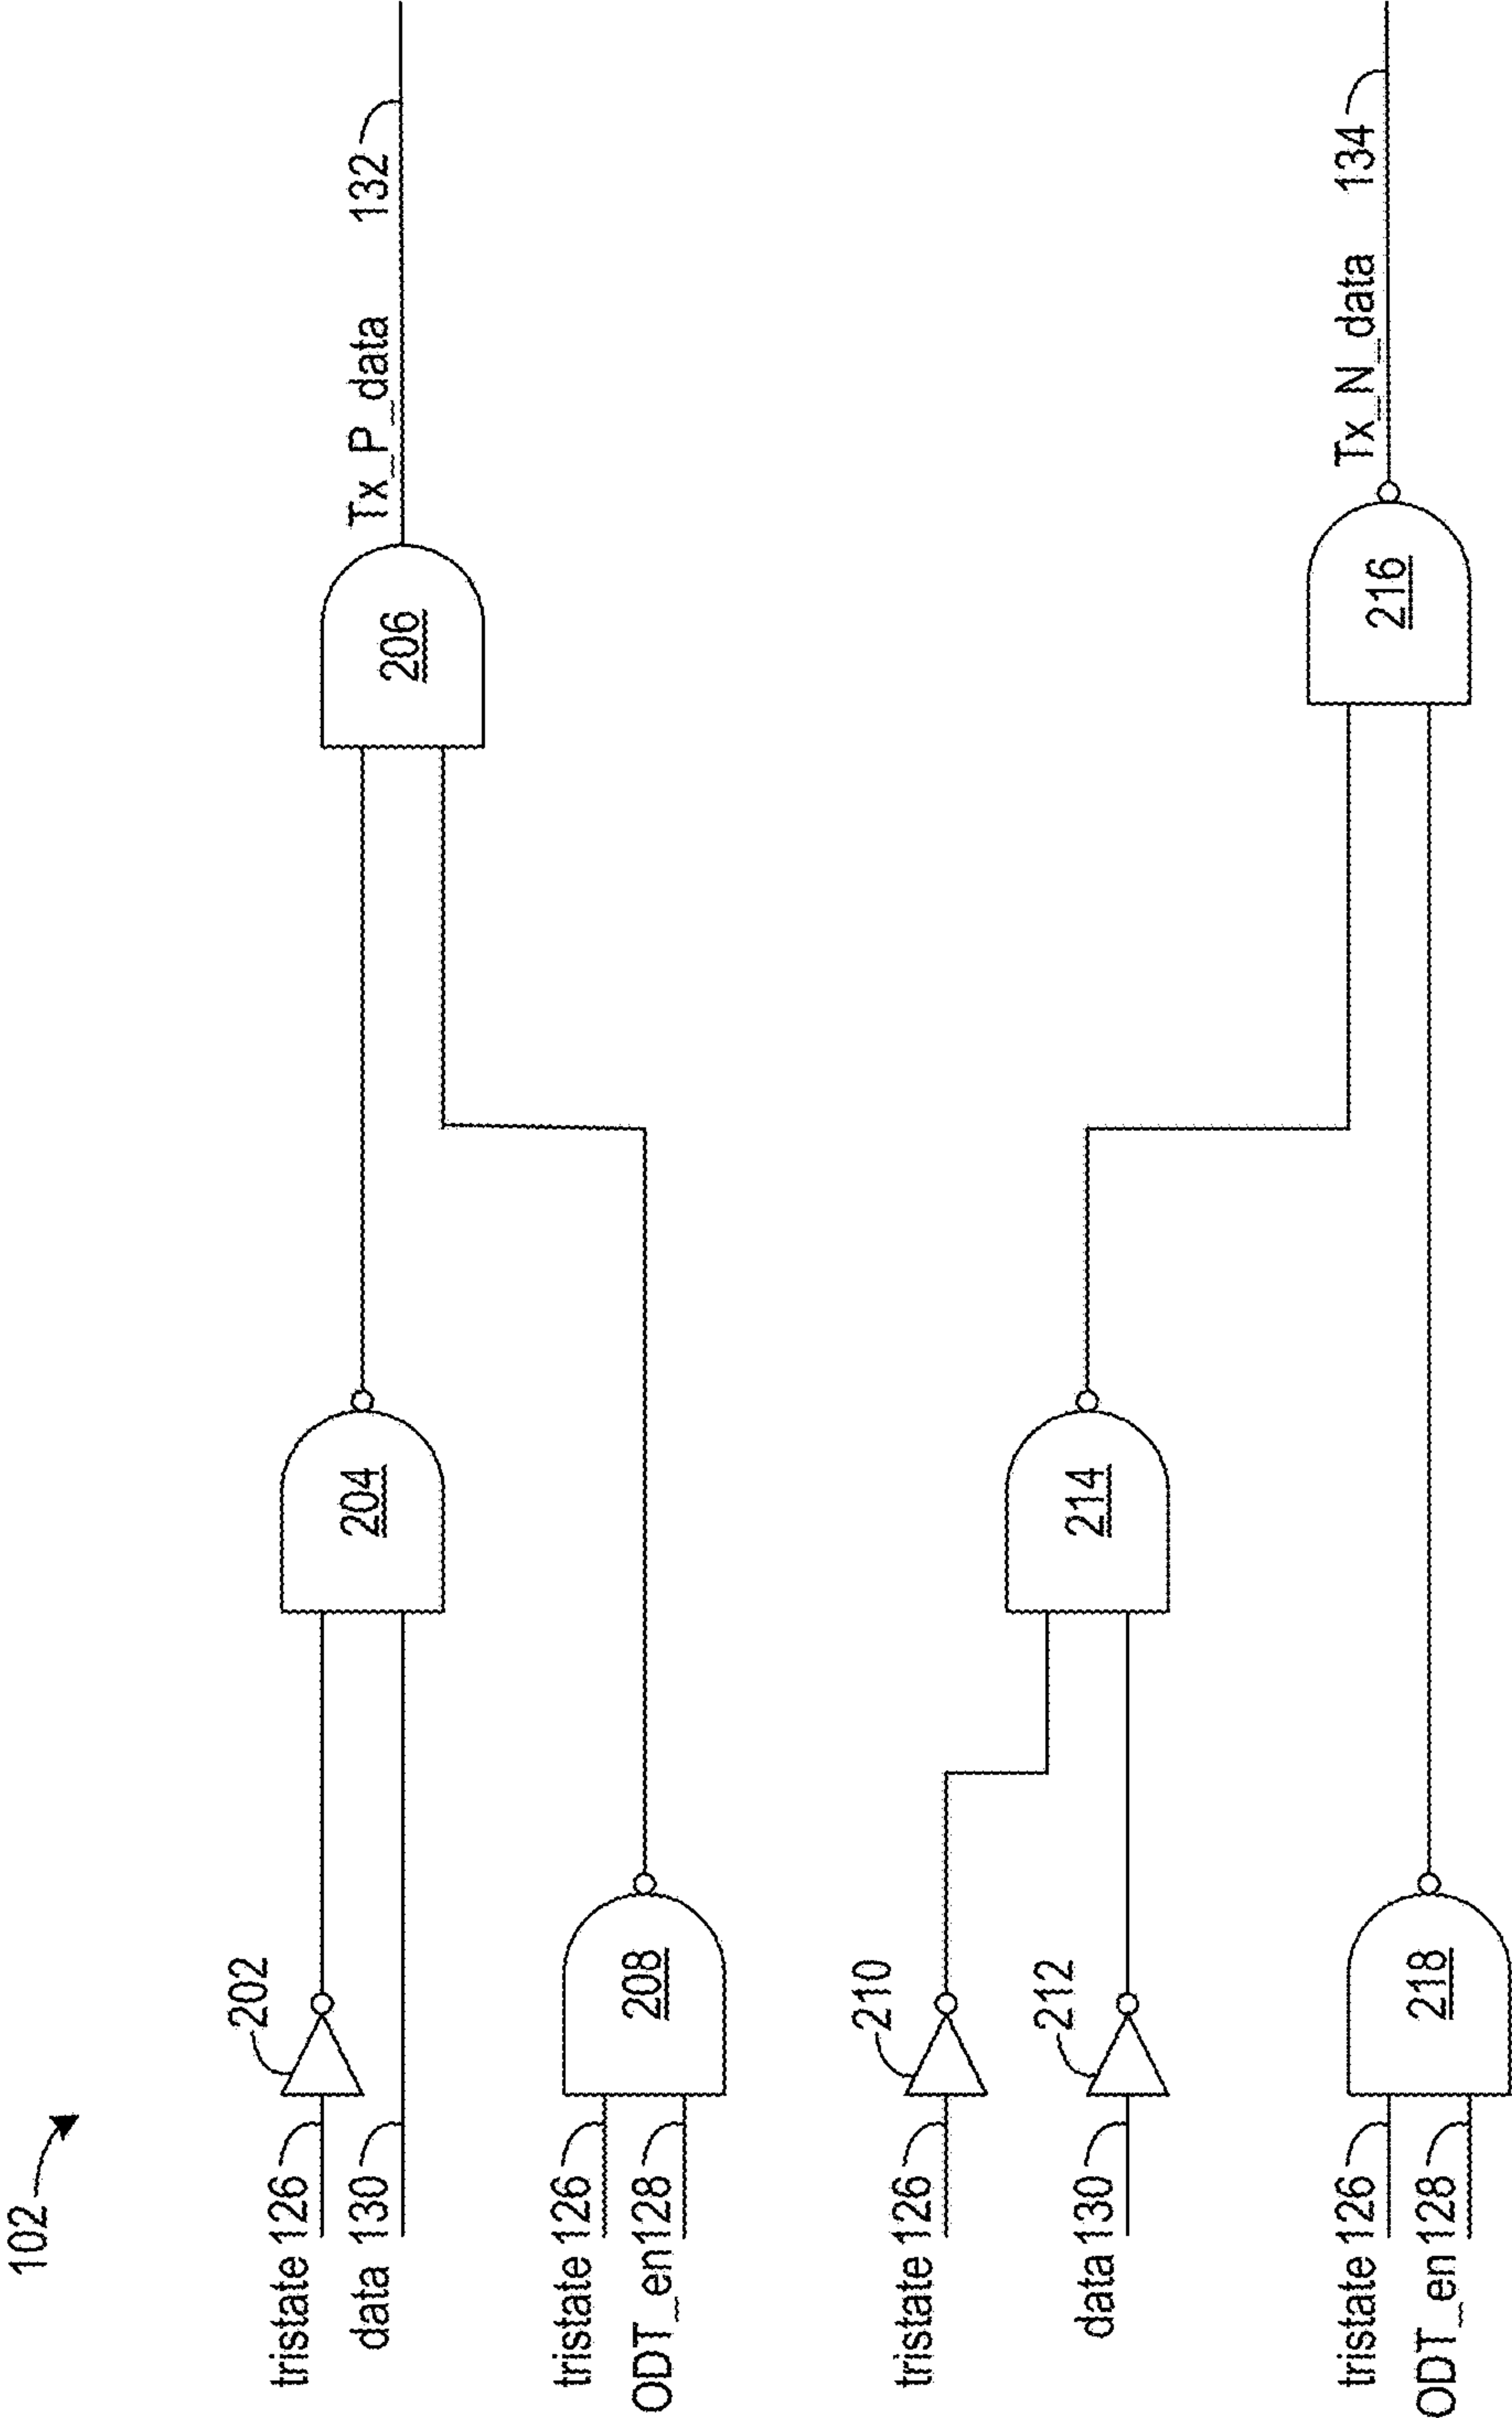 102
202
tristate 126
data 130
204
206
Tx_P_data 132
tristate 126
ODT_en 128
208
210
tristate 126
212
data 130
214
216
Tx_N_data 134
tristate 126
ODT_en 128
218